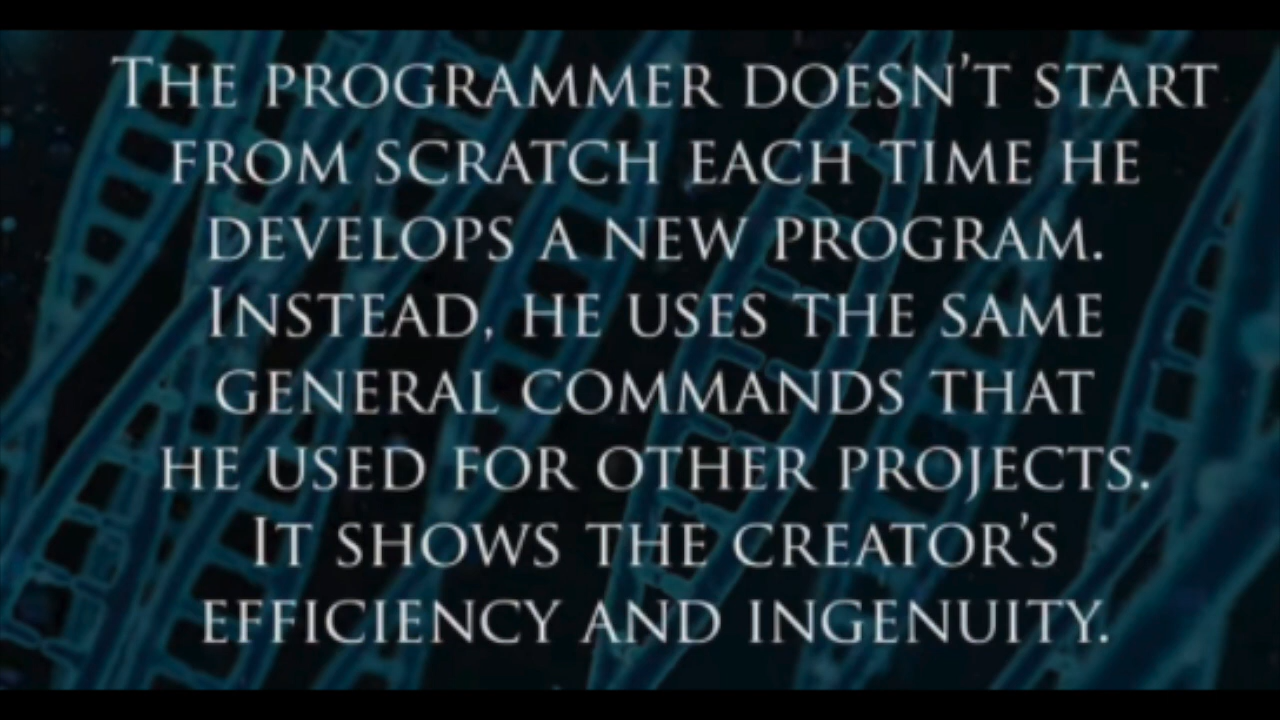 The programmer doesn't start
from scratch each time he
develops a new program.
Instead, he uses the same
general commands that
he used for other projects.
It shows the Creator's
efficiency and ingenuity.